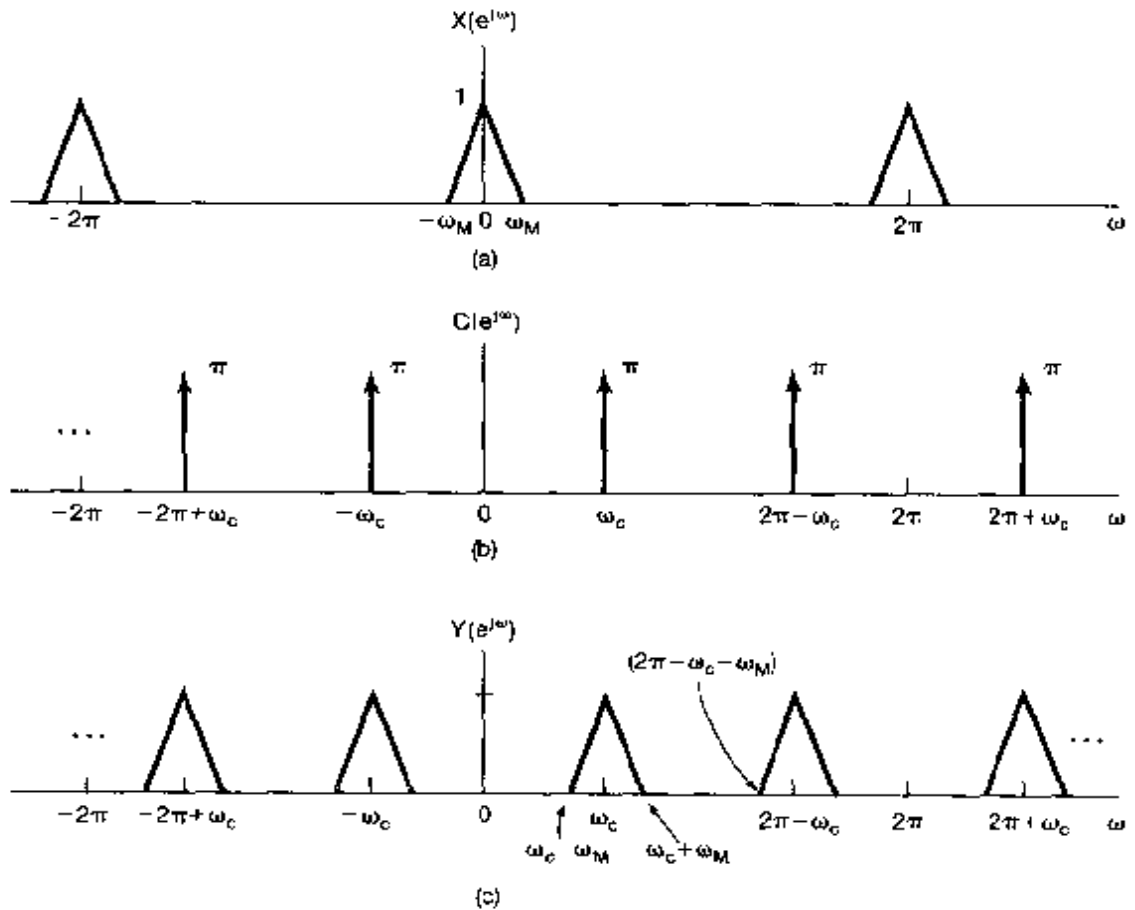 X(e^jω)
1
-2π -ω_M 0 ω_M 2π ω
(a)
C(e^jω)
π π π π π
...
-2π -2π+ω_c -ω_c 0 ω_c 2π-ω_c 2π 2π+ω_c ω
(b)
Y(e^jω)
(2π-ω_c-ω_M)
... ...
-2π -2π+ω_c -ω_c 0 ω_c 2π-ω_c 2π 2π+ω_c ω
ω_c ω_M ω_c+ω_M
(c)